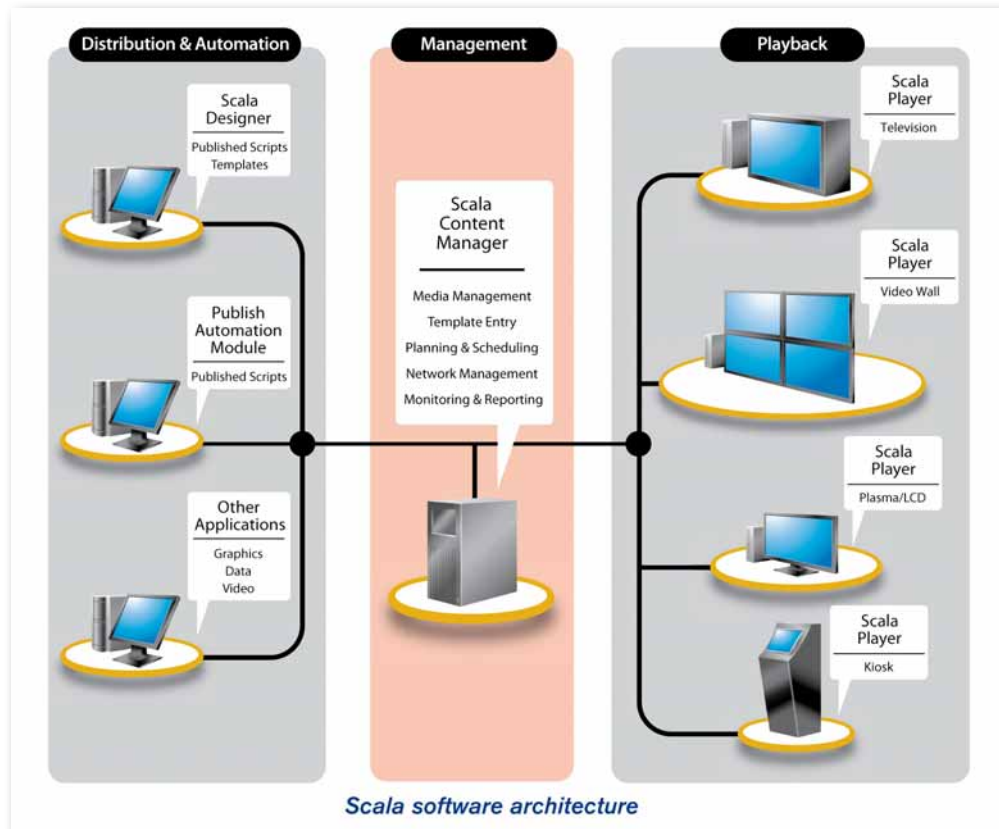 Distribution & Automation
Scala
Designer
Published Scripts
Templates
Publish
Automation
Module
Published Scripts
Other
Applications
Graphics
Data
Video
Management
Scala
Content
Manager
Media Management
Template Entry
Planning & Scheduling
Network Management
Monitoring & Reporting
Playback
Scala
Player
Television
Scala
Player
Video Wall
Scala
Player
Plasma/LCD
Scala
Player
Kiosk
Scala software architecture